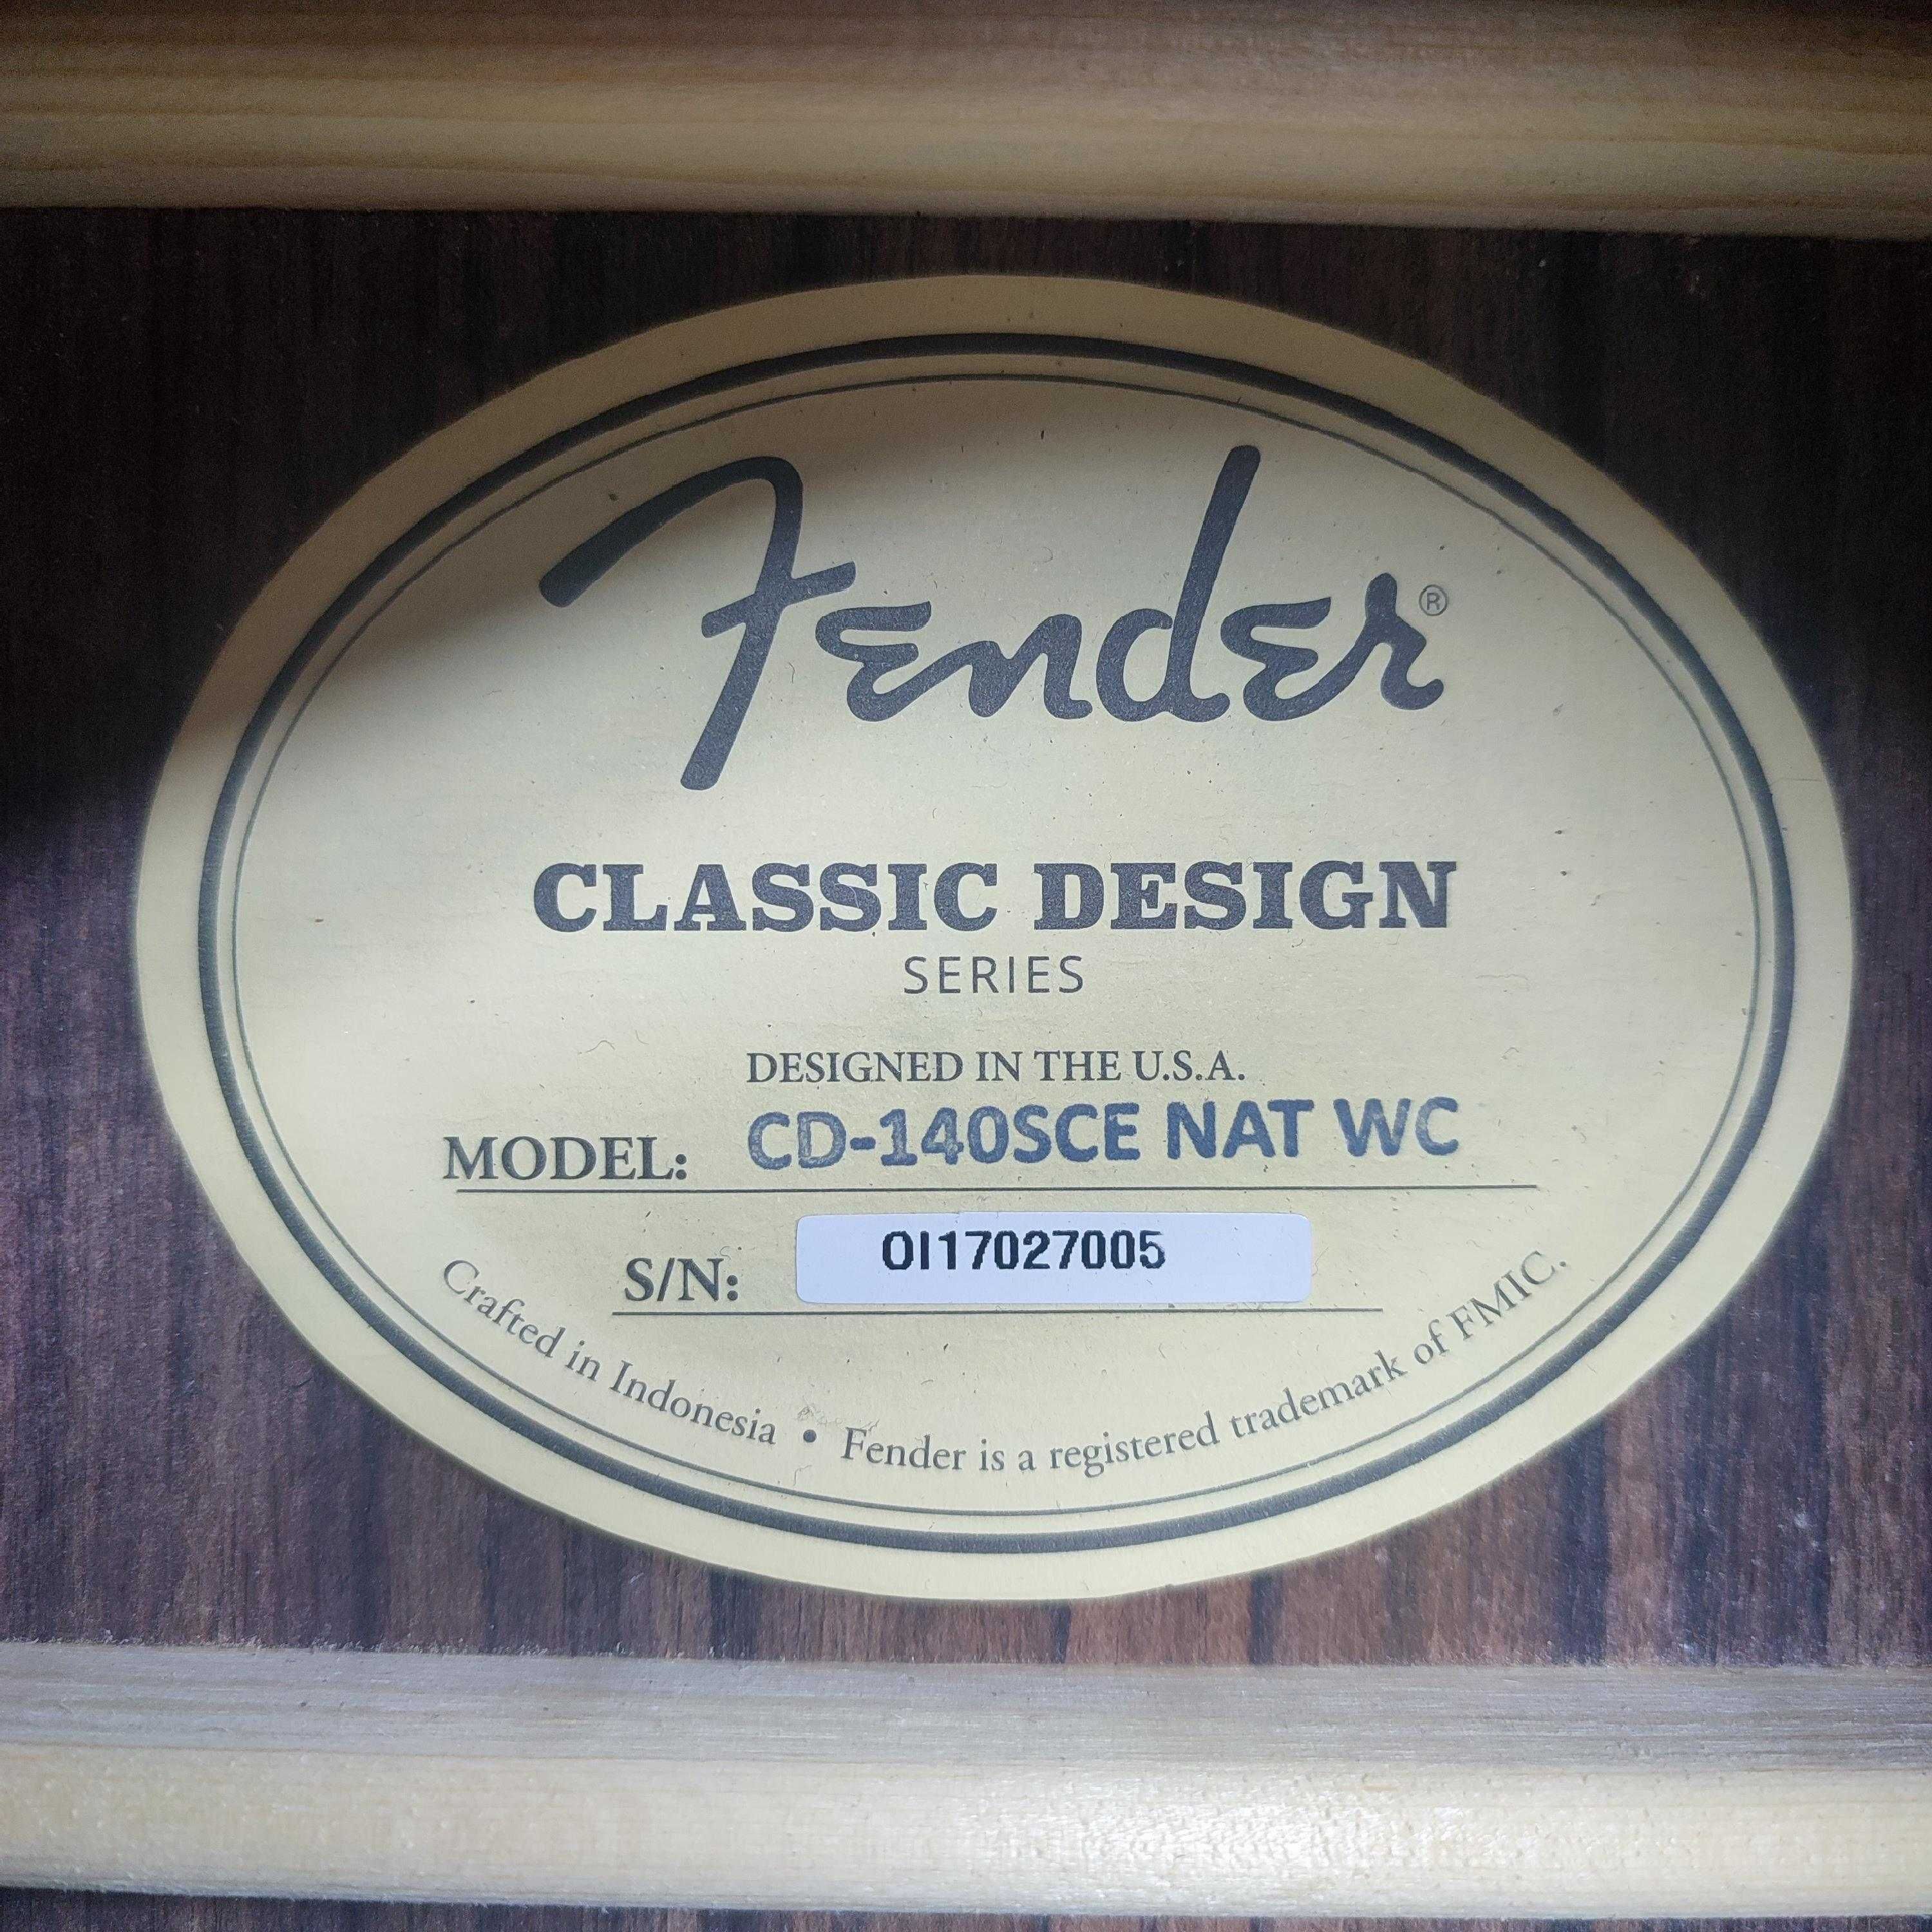 Fender®
CLASSIC DESIGN
SERIES
DESIGNED IN THE U.S.A.
MODEL: CD-140SCE NAT WC
S/N: OI17027005
Crafted in Indonesia • Fender is a registered trademark of FMIC.